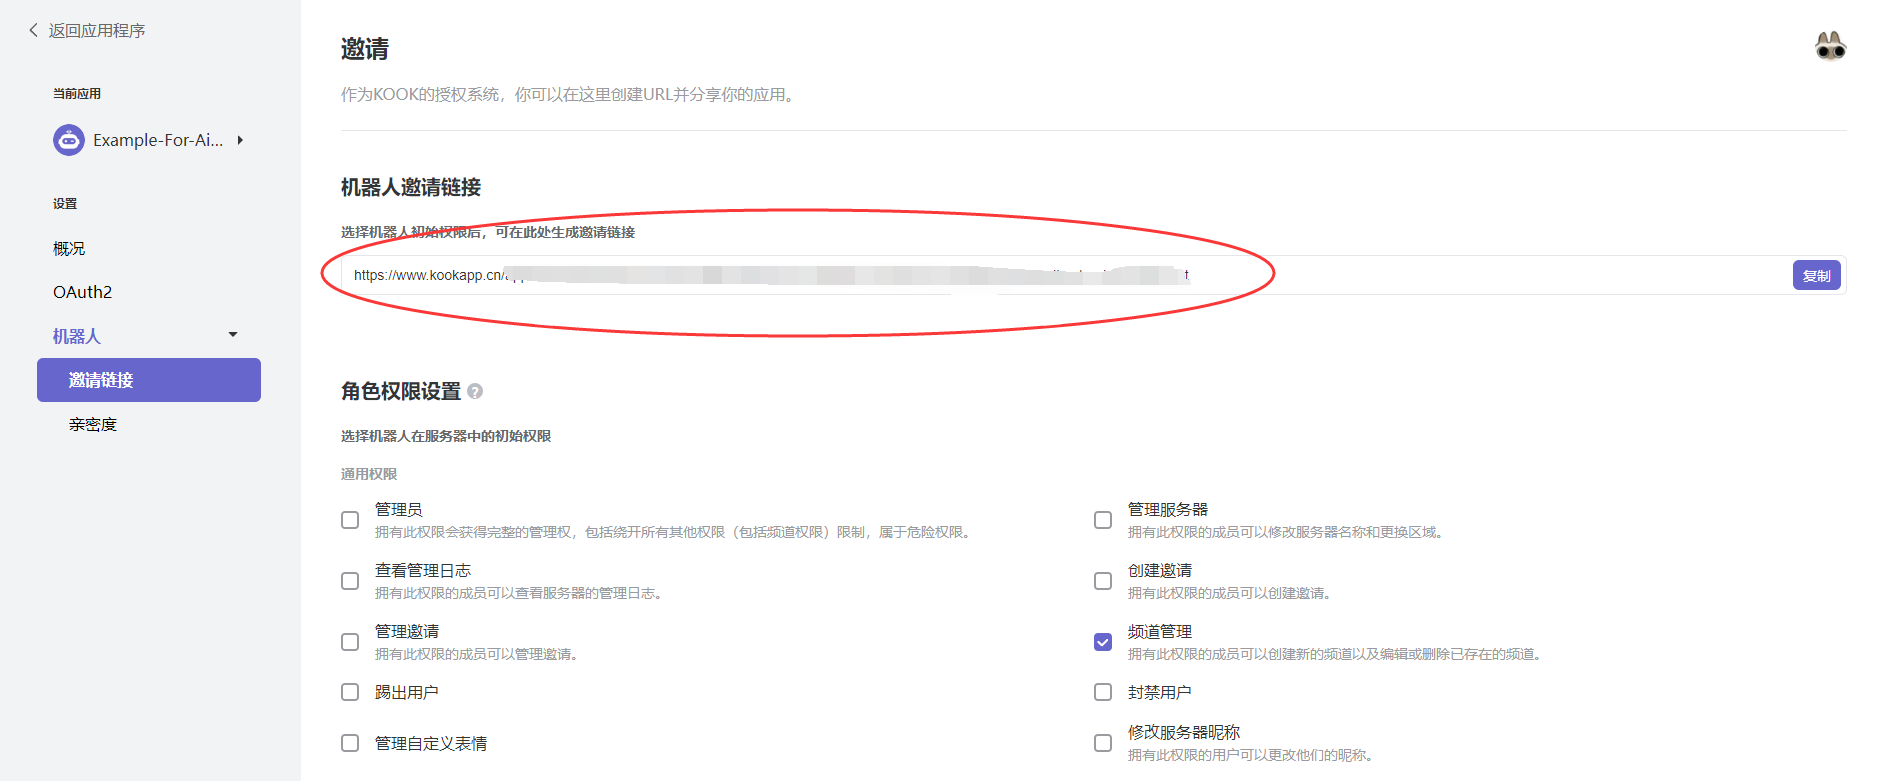 返回应用程序
当前应用
Example-For-Ai...
设置
概况
OAuth2
机器人
邀请链接
亲密度
邀请
作为KOOK的授权系统，你可以在这里创建URL并分享你的应用。
机器人邀请链接
选择机器人初始权限后，可在此处生成邀请链接
https://www.kookapp.cn/
复制
角色权限设置
选择机器人在服务器中的初始权限
通用权限
管理员
拥有此权限会获得完整的管理权，包括绕开所有其他权限（包括频道权限）限制，属于危险权限。
管理服务器
拥有此权限的成员可以修改服务器名称和更换区域。
查看管理日志
拥有此权限的成员可以查看服务器的管理日志。
创建邀请
拥有此权限的成员可以创建邀请。
管理邀请
拥有此权限的成员可以管理邀请。
频道管理
拥有此权限的成员可以创建新的频道以及编辑或删除已存在的频道。
踢出用户
封禁用户
管理自定义表情
修改服务器昵称
拥有此权限的用户可以更改他们的昵称。